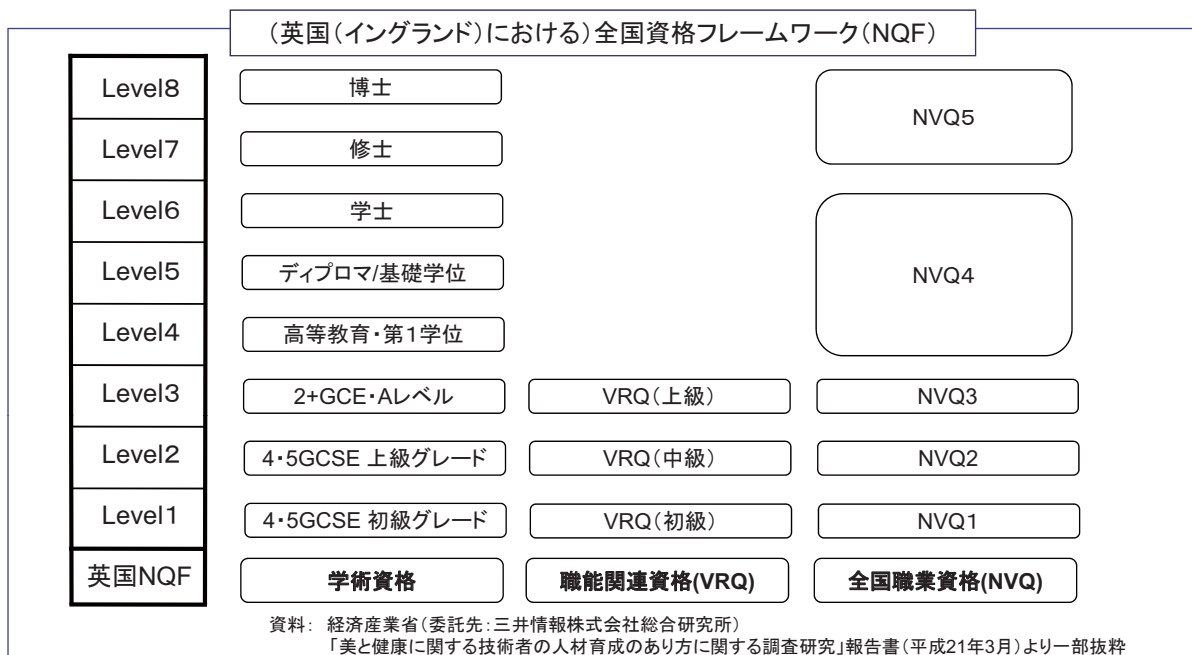 (英国(イングランド)における)全国資格フレームワーク(NQF)
Level8 博士 NVQ5
Level7 修士
Level6 学士
Level5 ディプロマ/基礎学位 NVQ4
Level4 高等教育・第1学位
Level3 2+GCE・Aレベル VRQ(上級) NVQ3
Level2 4・5GCSE 上級グレード VRQ(中級) NVQ2
Level1 4・5GCSE 初級グレード VRQ(初級) NVQ1
英国NQF 学術資格 職能関連資格(VRQ) 全国職業資格(NVQ)
資料: 経済産業省(委託先:三井情報株式会社総合研究所)
「美と健康に関する技術者の人材育成のあり方に関する調査研究」報告書(平成21年3月)より一部抜粋